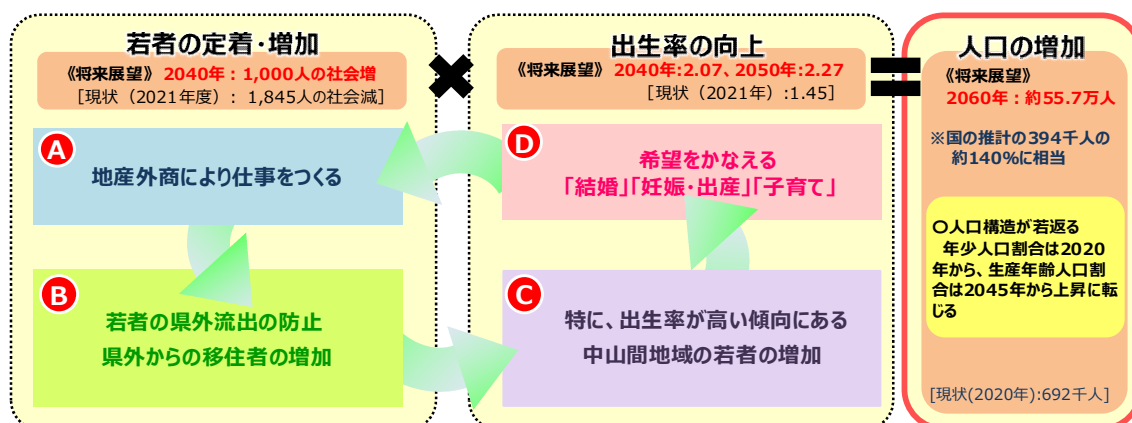 若者の定着・増加
《将来展望》 2040年：1,000人の社会増
[現状（2021年度）： 1,845人の社会減]
A
地産外商により仕事をつくる
B
若者の県外流出の防止
県外からの移住者の増加
出生率の向上
《将来展望》 2040年:2.07、2050年:2.27
[現状（2021年）:1.45]
D
希望をかなえる
「結婚」「妊娠・出産」「子育て」
C
特に、出生率が高い傾向にある
中山間地域の若者の増加
人口の増加
《将来展望》
2060年：約55.7万人
※国の推計の394千人の
約140%に相当
〇人口構造が若返る
年少人口割合は2020
年から、生産年齢人口割
合は2045年から上昇に転
じる
[現状(2020年):692千人]